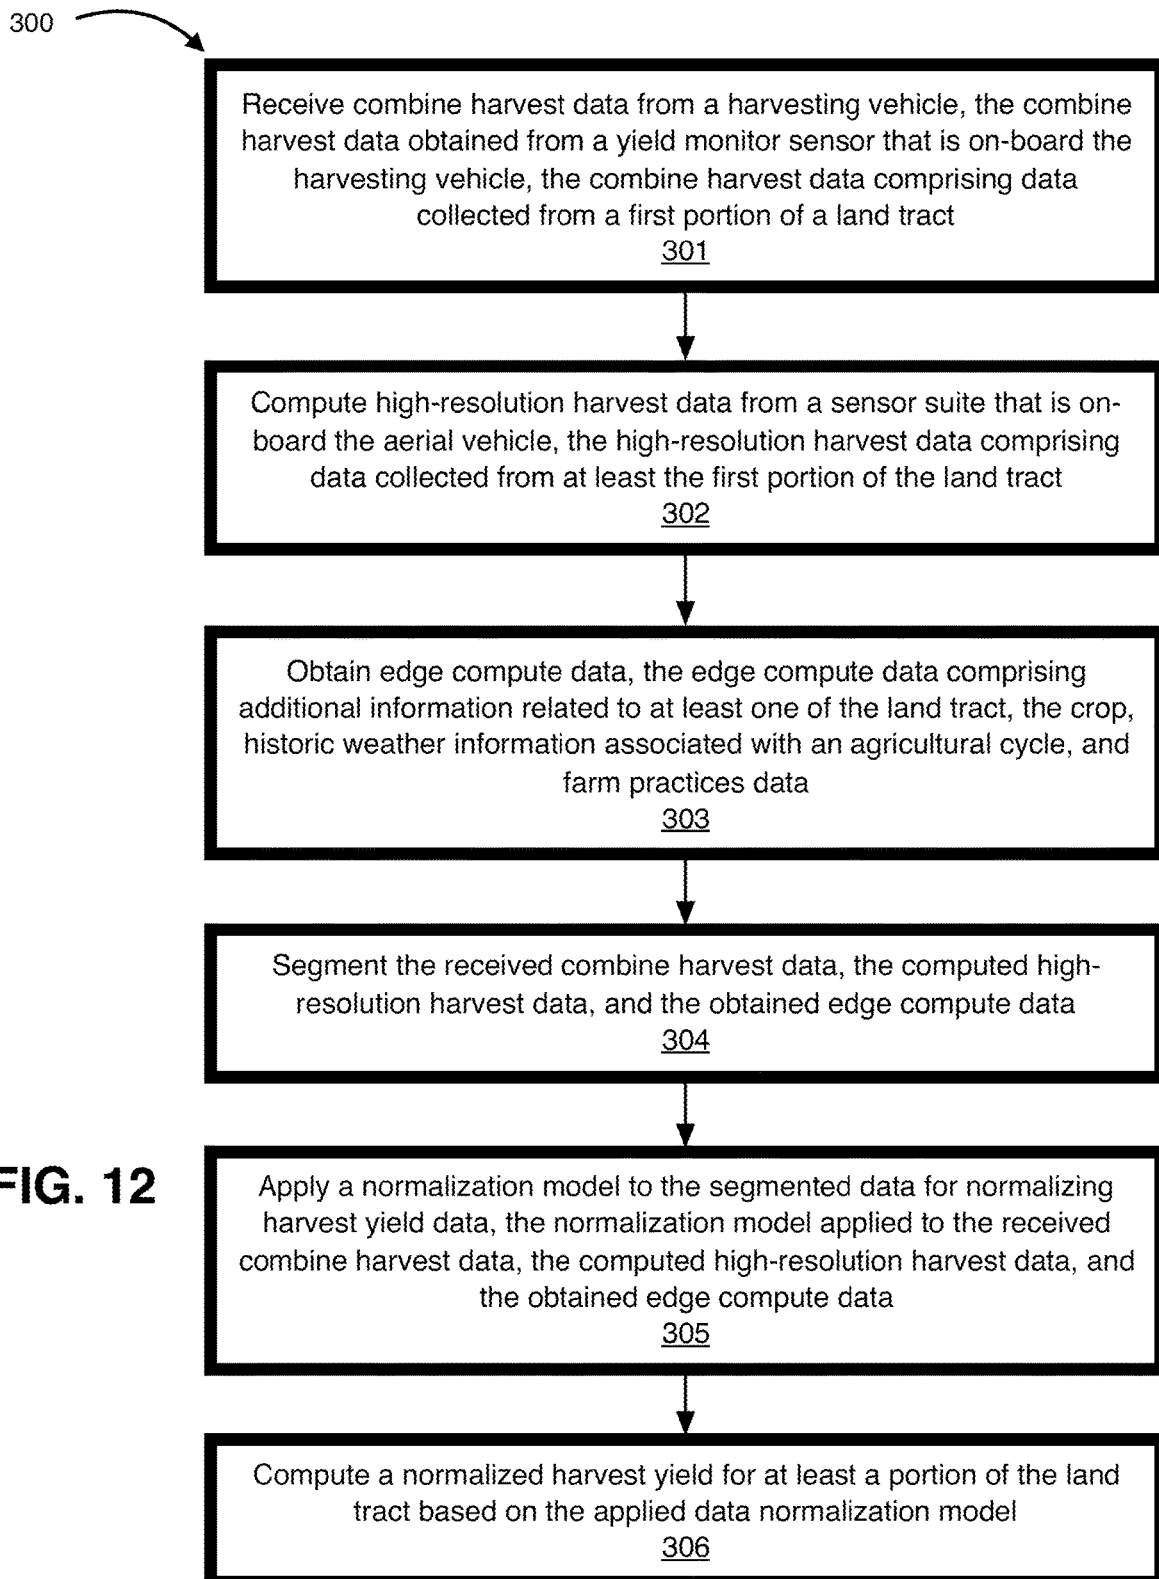 300
Receive combine harvest data from a harvesting vehicle, the combine
harvest data obtained from a yield monitor sensor that is on-board the
harvesting vehicle, the combine harvest data comprising data
collected from a first portion of a land tract
301
Compute high-resolution harvest data from a sensor suite that is on-
board the aerial vehicle, the high-resolution harvest data comprising
data collected from at least the first portion of the land tract
302
Obtain edge compute data, the edge compute data comprising
additional information related to at least one of the land tract, the crop,
historic weather information associated with an agricultural cycle, and
farm practices data
303
Segment the received combine harvest data, the computed high-
resolution harvest data, and the obtained edge compute data
304
FIG. 12
Apply a normalization model to the segmented data for normalizing
harvest yield data, the normalization model applied to the received
combine harvest data, the computed high-resolution harvest data, and
the obtained edge compute data
305
Compute a normalized harvest yield for at least a portion of the land
tract based on the applied data normalization model
306